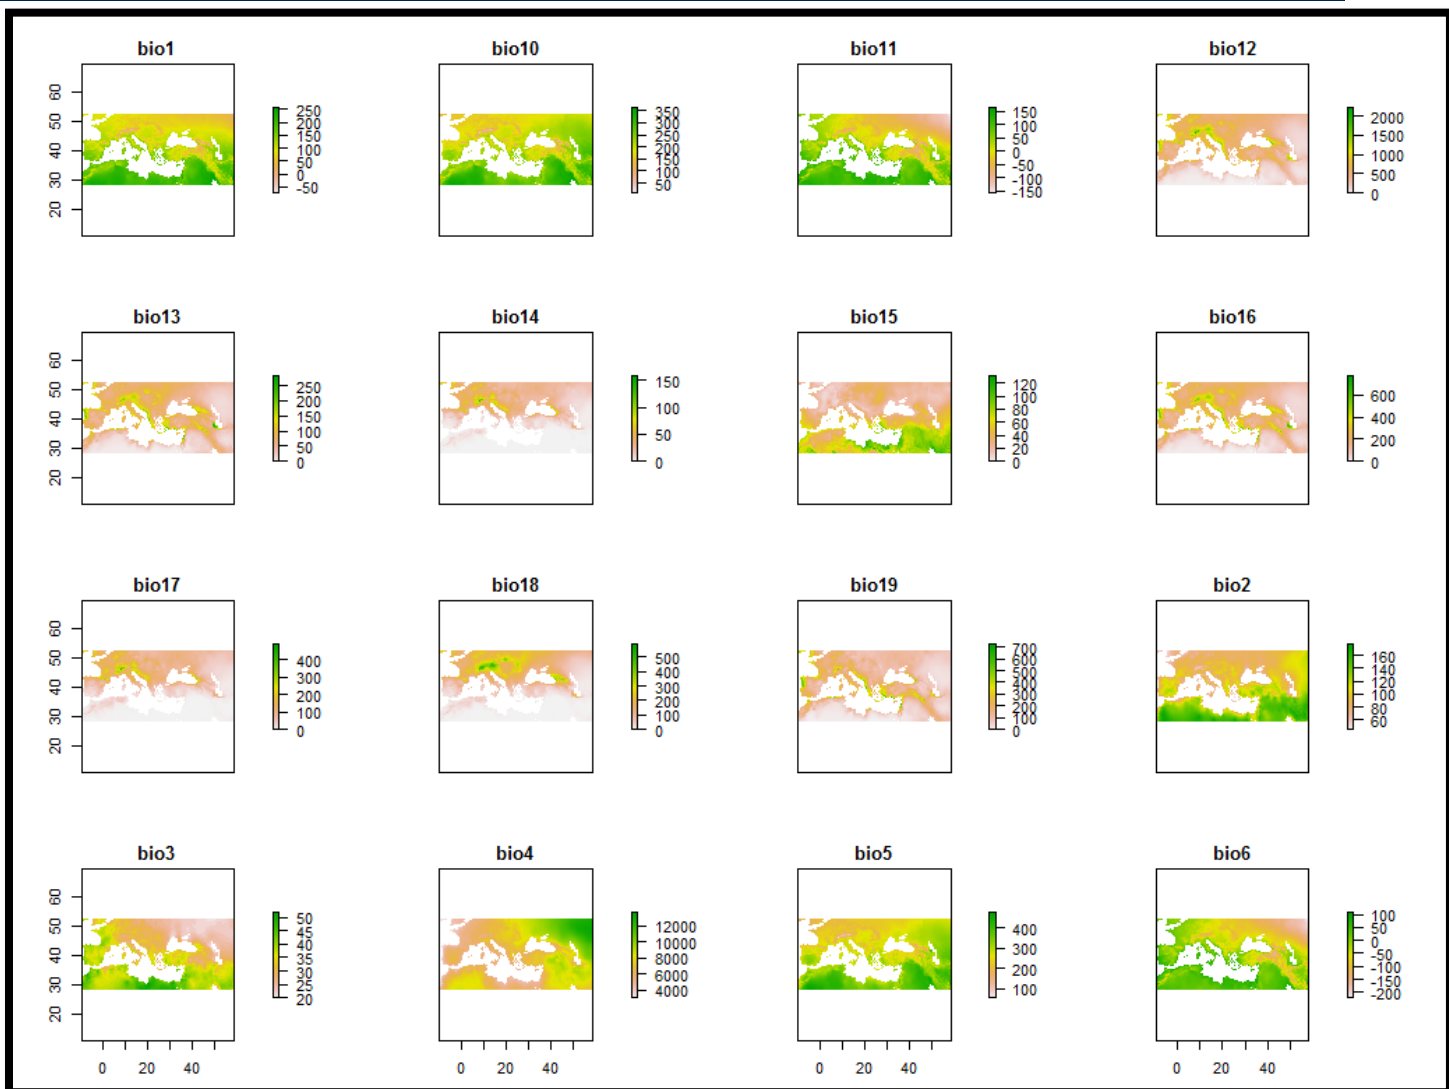 bio1 bio10 bio11 bio12
60 50 40 30 20
250 200 150 100 50 0 -50
350 300 250 200 150 100 50
150 100 50 0 -50 -100 -150
2000 1500 1000 500 0
bio13 bio14 bio15 bio16
60 50 40 30 20
250 200 150 100 50 0
150 100 50 0
120 100 80 60 40 20 0
600 400 200 0
bio17 bio18 bio19 bio2
60 50 40 30 20
400 300 200 100 0
500 400 300 200 100 0
700 600 500 400 300 200 100 0
160 140 120 100 80 60
bio3 bio4 bio5 bio6
60 50 40 30 20
50 45 40 35 30 25 20
12000 10000 8000 6000 4000
400 300 200 100
100 50 0 -50 -100 -150 -200
0 20 40 0 20 40 0 20 40 0 20 40